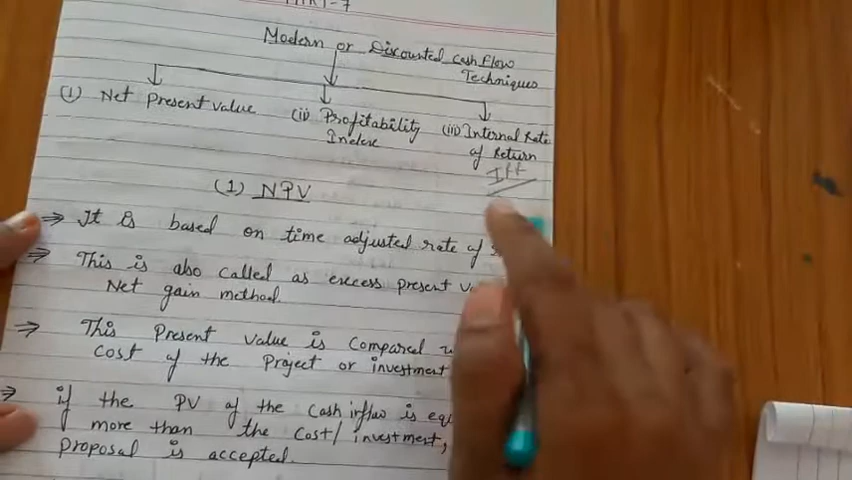 Modern or Discounted cash flow
Techniques
(i) Net Present value
(ii) Profitability
Index
(iii) Internal Rate
of Return
(1) NPV
⇒ It is based on time adjusted rate of
⇒ This is also called as excess present
Net gain method.
⇒ This Present value is compared
cost of the Project or investment
⇒ if the PV of the cash inflow is
more than the cost/investment,
Proposal is accepted.